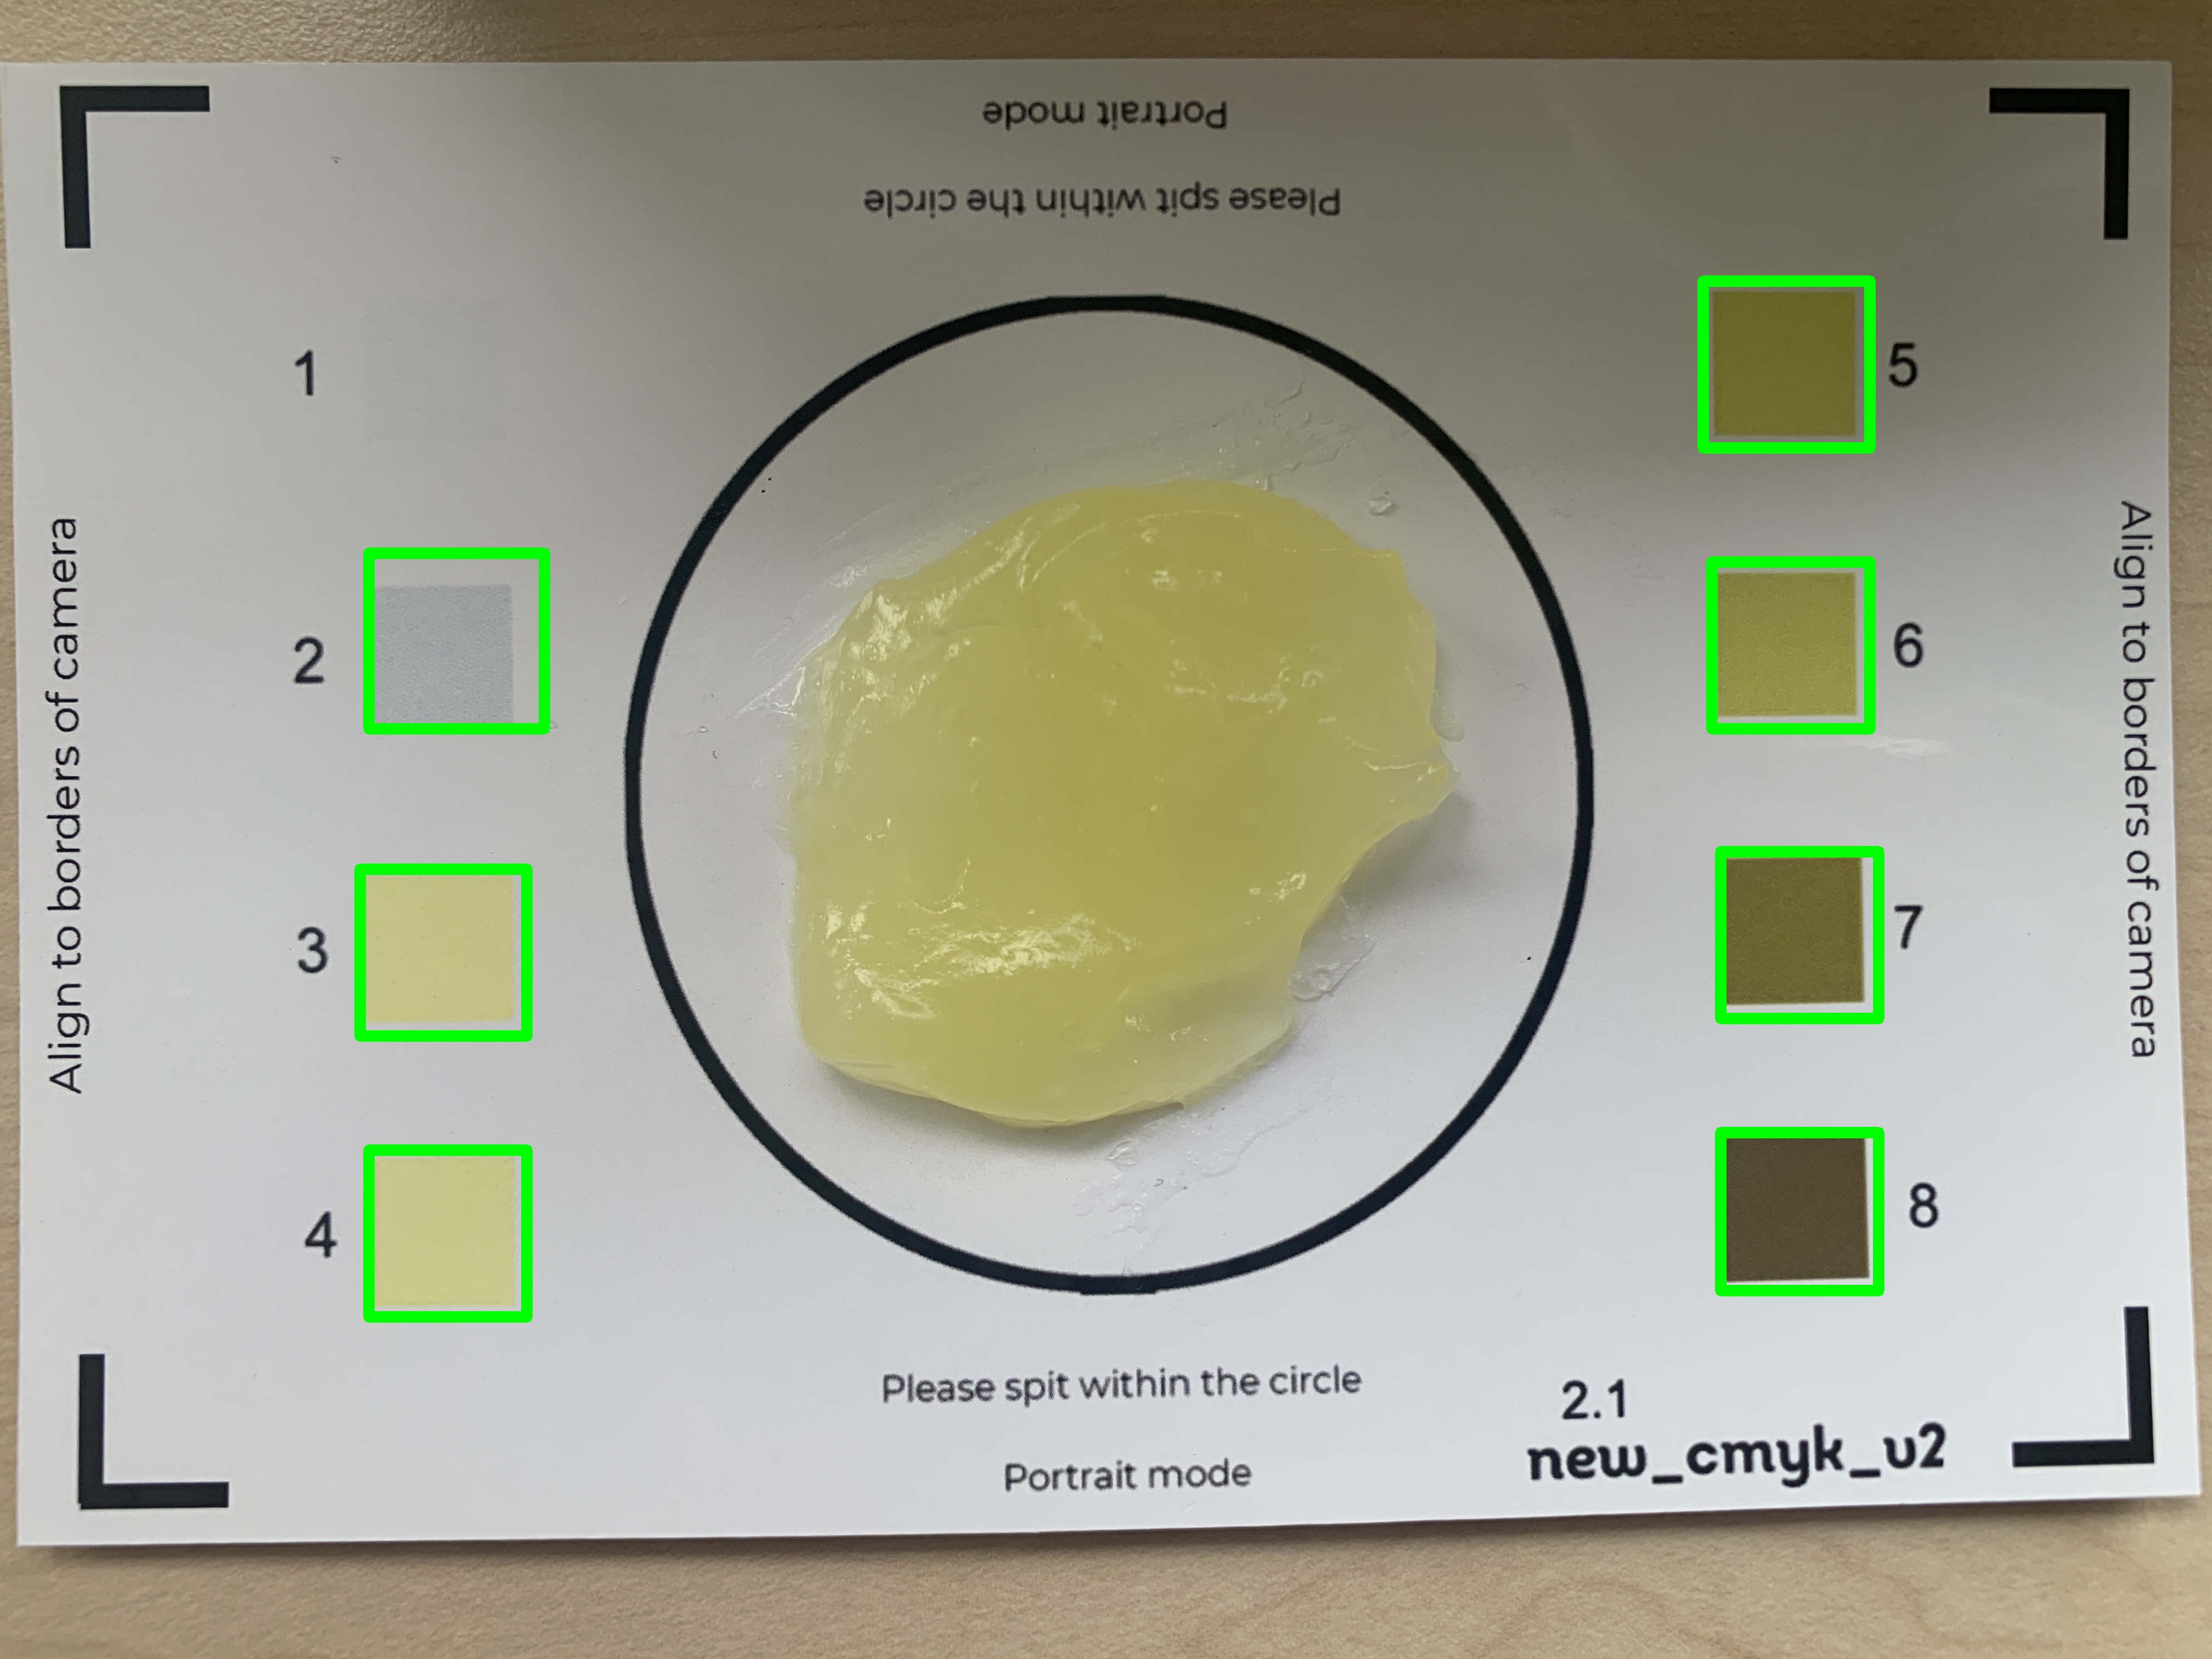 Portrait mode
Please spit within the circle
1
2
3
4
5
6
7
8
Align to borders of camera
Align to borders of camera
Please spit within the circle
Portrait mode
2.1
new_cmyk_v2